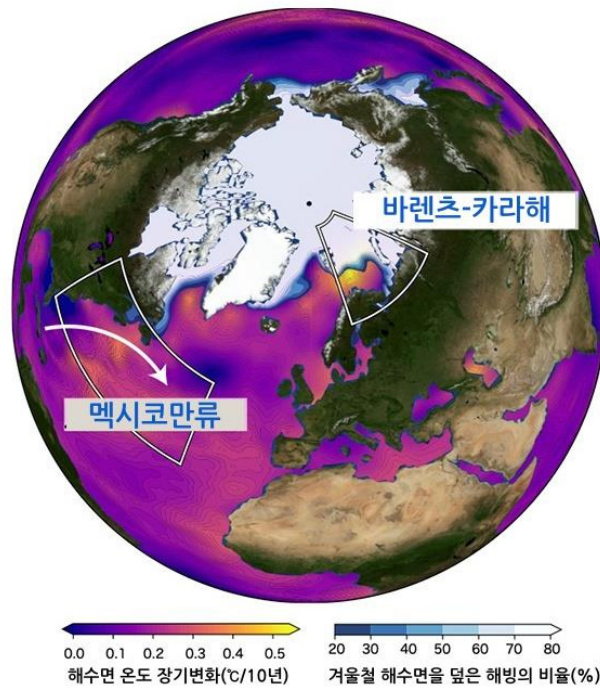 바렌츠-카라해
멕시코만류
0.0 0.1 0.2 0.3 0.4 0.5
해수면 온도 장기변화(℃/10년)
20 30 40 50 60 70 80
겨울철 해수면을 덮은 해빙의 비율(%)